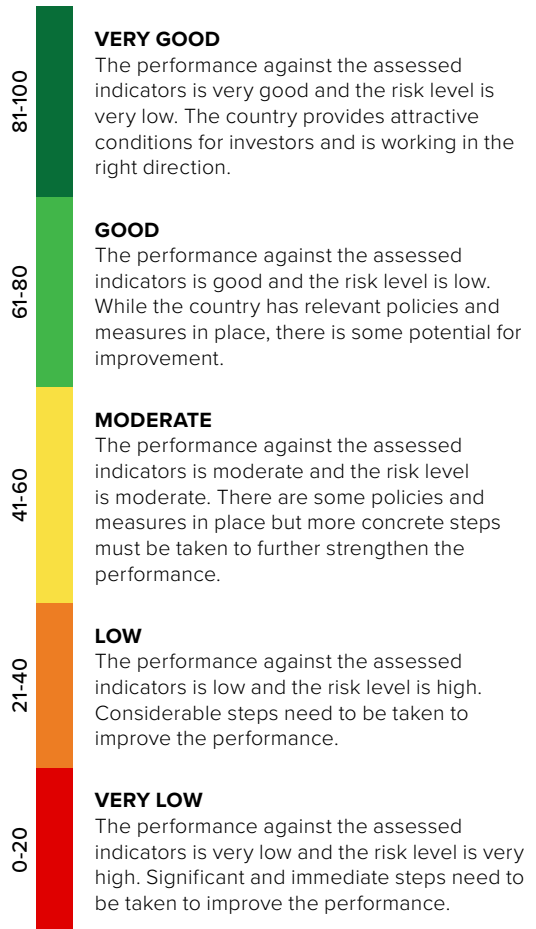 81-100
VERY GOOD
The performance against the assessed
indicators is very good and the risk level is
very low. The country provides attractive
conditions for investors and is working in the
right direction.
61-80
GOOD
The performance against the assessed
indicators is good and the risk level is low.
While the country has relevant policies and
measures in place, there is some potential for
improvement.
41-60
MODERATE
The performance against the assessed
indicators is moderate and the risk level
is moderate. There are some policies and
measures in place but more concrete steps
must be taken to further strengthen the
performance.
21-40
LOW
The performance against the assessed
indicators is low and the risk level is high.
Considerable steps need to be taken to
improve the performance.
0-20
VERY LOW
The performance against the assessed
indicators is very low and the risk level is very
high. Significant and immediate steps need to
be taken to improve the performance.